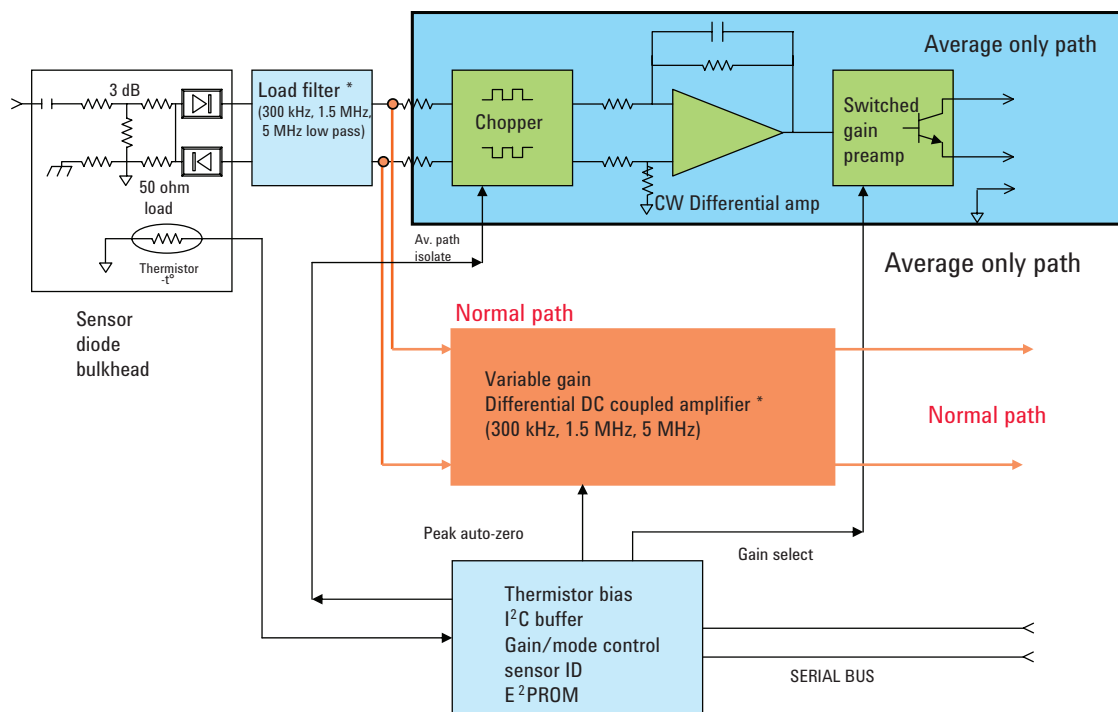 Average only path
3 dB
Load filter *
(300 kHz, 1.5 MHz,
5 MHz low pass)
Chopper
Switched
gain
preamp
50 ohm
load
CW Differential amp
Thermistor
-t°
Av. path
isolate
Average only path
Sensor
diode
bulkhead
Normal path
Variable gain
Differential DC coupled amplifier *
(300 kHz, 1.5 MHz, 5 MHz)
Normal path
Peak auto-zero
Gain select
Thermistor bias
I²C buffer
Gain/mode control
sensor ID
E²PROM
SERIAL BUS